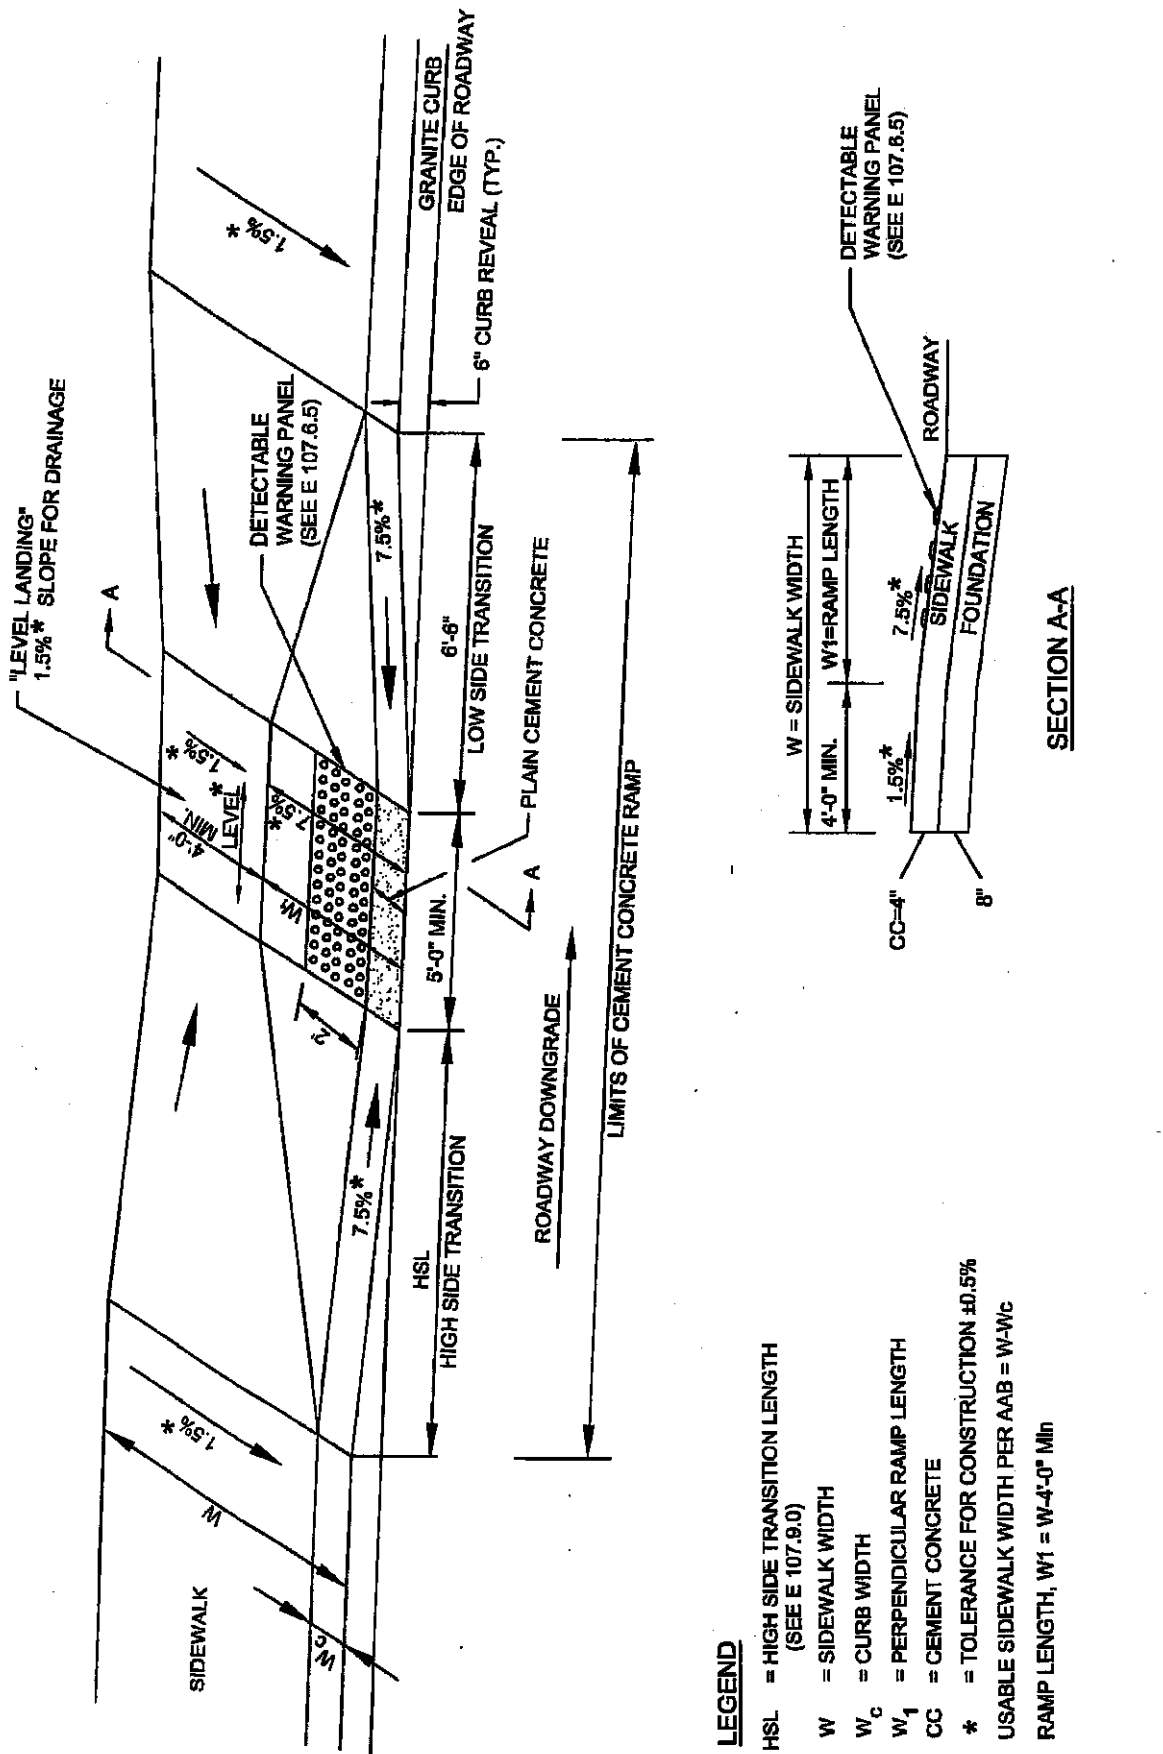 "LEVEL LANDING"
1.5%* SLOPE FOR DRAINAGE
A
SIDEWALK
W
Wc
1.5% *
4'-0"
MIN.
LEVEL *
1.5% *
W1
7.5% *
2'
DETECTABLE
WARNING PANEL
(SEE E 107.6.5)
1.5% *
GRANITE CURB
EDGE OF ROADWAY
6" CURB REVEAL (TYP.)
7.5%*
7.5%*
HSL
HIGH SIDE TRANSITION
5'-0" MIN.
6'-6"
LOW SIDE TRANSITION
PLAIN CEMENT CONCRETE
A
ROADWAY DOWNGRADE
LIMITS OF CEMENT CONCRETE RAMP
LEGEND
HSL = HIGH SIDE TRANSITION LENGTH
(SEE E 107.9.0)
W = SIDEWALK WIDTH
Wc = CURB WIDTH
W1 = PERPENDICULAR RAMP LENGTH
CC = CEMENT CONCRETE
* = TOLERANCE FOR CONSTRUCTION ±0.5%
USABLE SIDEWALK WIDTH PER AAB = W-Wc
RAMP LENGTH, W1 = W-4'-0" Min
W = SIDEWALK WIDTH
4'-0" MIN.
W1=RAMP LENGTH
DETECTABLE
WARNING PANEL
(SEE E 107.6.5)
1.5%*
7.5%*
ROADWAY
CC=4"
SIDEWALK
FOUNDATION
8"
SECTION A-A